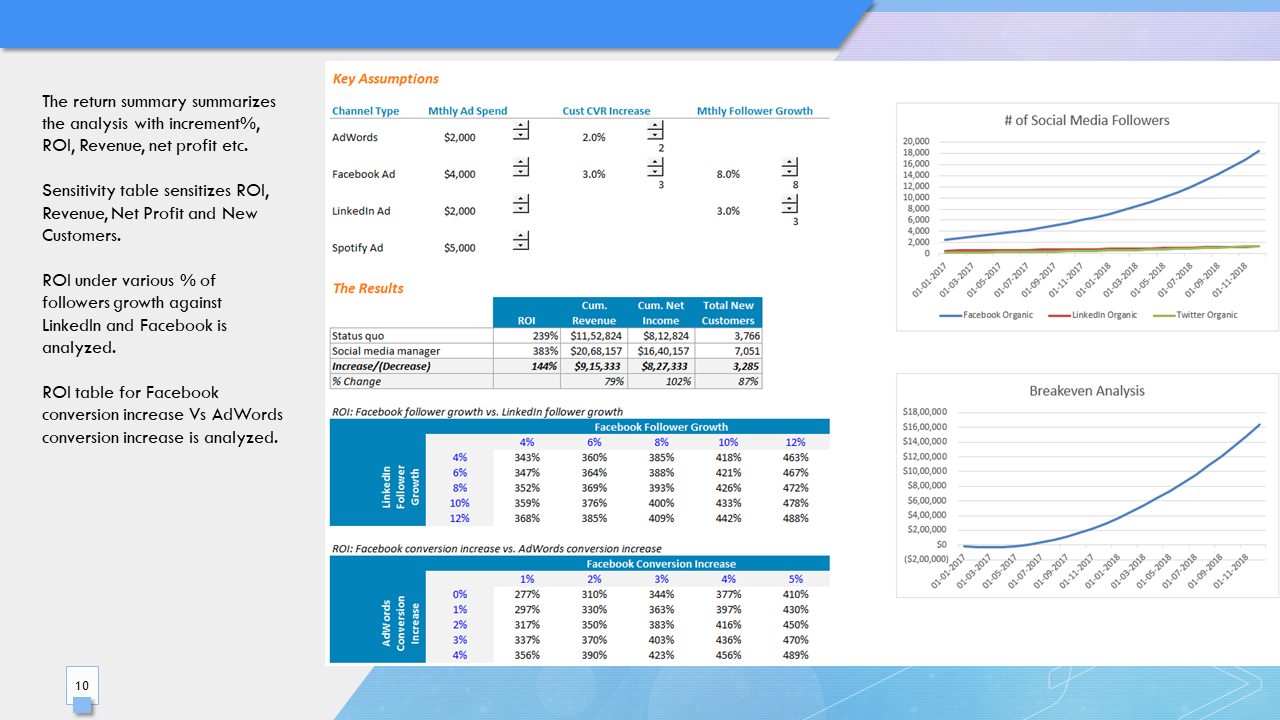 The return summary summarizes
the analysis with increment%,
ROI, Revenue, net profit etc.
Sensitivity table sensitizes ROI,
Revenue, Net Profit and New
Customers.
ROI under various % of
followers growth against
LinkedIn and Facebook is
analyzed.
ROI table for Facebook
conversion increase Vs AdWords
conversion increase is analyzed.
10
Key Assumptions
Channel Type Mthly Ad Spend Cust CVR Increase Mthly Follower Growth
AdWords $2,000 2.0%
2
Facebook Ad $4,000 3.0% 8.0%
3 8
LinkedIn Ad $2,000 3.0%
3
Spotify Ad $5,000
The Results
Cum. Cum. Net Total New
ROI Revenue Income Customers
Status quo 239% $11,52,824 $8,12,824 3,766
Social media manager 383% $20,68,157 $16,40,157 7,051
Increase/(Decrease) 144% $9,15,333 $8,27,333 3,285
% Change 79% 102% 87%
ROI: Facebook follower growth vs. LinkedIn follower growth
Facebook Follower Growth
4% 6% 8% 10% 12%
LinkedIn
Follower
Growth
4% 343% 360% 385% 418% 463%
6% 347% 364% 388% 421% 467%
8% 352% 369% 393% 426% 472%
10% 359% 376% 400% 433% 478%
12% 368% 385% 409% 442% 488%
ROI: Facebook conversion increase vs. AdWords conversion increase
Facebook Conversion Increase
1% 2% 3% 4% 5%
AdWords
Conversion
Increase
0% 277% 310% 344% 377% 410%
1% 297% 330% 363% 397% 430%
2% 317% 350% 383% 416% 450%
3% 337% 370% 403% 436% 470%
4% 356% 390% 423% 456% 489%
# of Social Media Followers
20,000
18,000
16,000
14,000
12,000
10,000
8,000
6,000
4,000
2,000
0
01-01-2017 01-03-2017 01-05-2017 01-07-2017 01-09-2017 01-11-2017 01-01-2018 01-03-2018 01-05-2018 01-07-2018 01-09-2018 01-11-2018
Facebook Organic LinkedIn Organic Twitter Organic
Breakeven Analysis
$18,00,000
$16,00,000
$14,00,000
$12,00,000
$10,00,000
$8,00,000
$6,00,000
$4,00,000
$2,00,000
$0
($2,00,000)
01-01-2017 01-03-2017 01-05-2017 01-07-2017 01-09-2017 01-11-2017 01-01-2018 01-03-2018 01-05-2018 01-07-2018 01-09-2018 01-11-2018